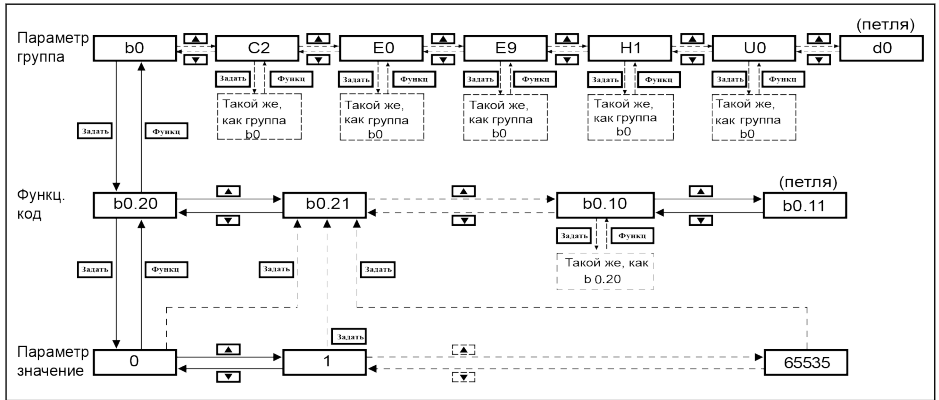 Параметр
группа
(петля)
b0
C2
E0
E9
H1
U0
d0
Задать Функц Задать Функц Задать Функц Задать Функц Задать Функц
Такой же,
как группа
b0
Такой же,
как группа
b0
Такой же,
как группа
b0
Такой же,
как группа
b0
Такой же,
как группа
b0
Задать Функц
Функц.
код
(петля)
b0.20
b0.21
b0.10
b0.11
Задать Функц
Такой же, как
b 0.20
Задать Функц Задать Задать
Задать
Параметр
значение
0
1
65535